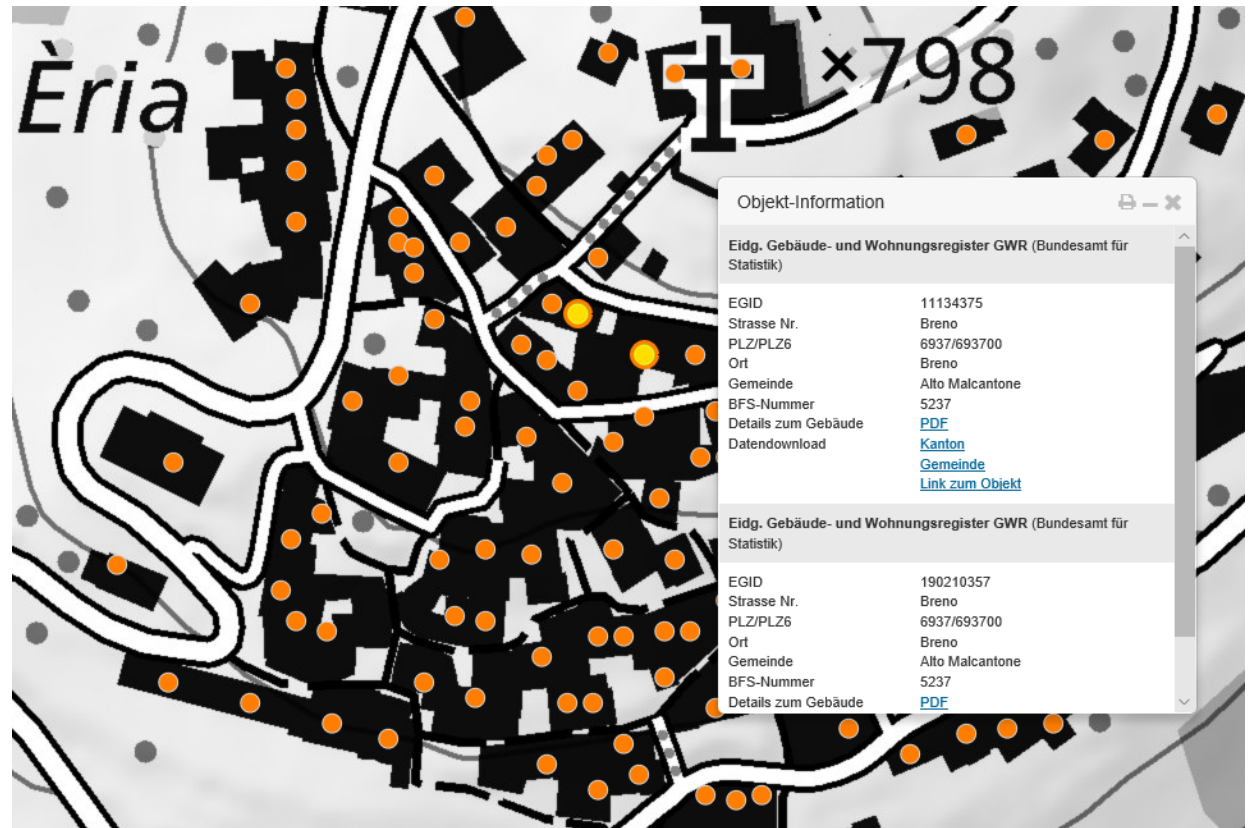 Èria
×798
Objekt-Information
Eidg. Gebäude- und Wohnungsregister GWR (Bundesamt für
Statistik)
EGID 11134375
Strasse Nr. Breno
PLZ/PLZ6 6937/693700
Ort Breno
Gemeinde Alto Malcantone
BFS-Nummer 5237
Details zum Gebäude PDF
Datendownload Kanton
Gemeinde
Link zum Objekt
Eidg. Gebäude- und Wohnungsregister GWR (Bundesamt für
Statistik)
EGID 190210357
Strasse Nr. Breno
PLZ/PLZ6 6937/693700
Ort Breno
Gemeinde Alto Malcantone
BFS-Nummer 5237
Details zum Gebäude PDF